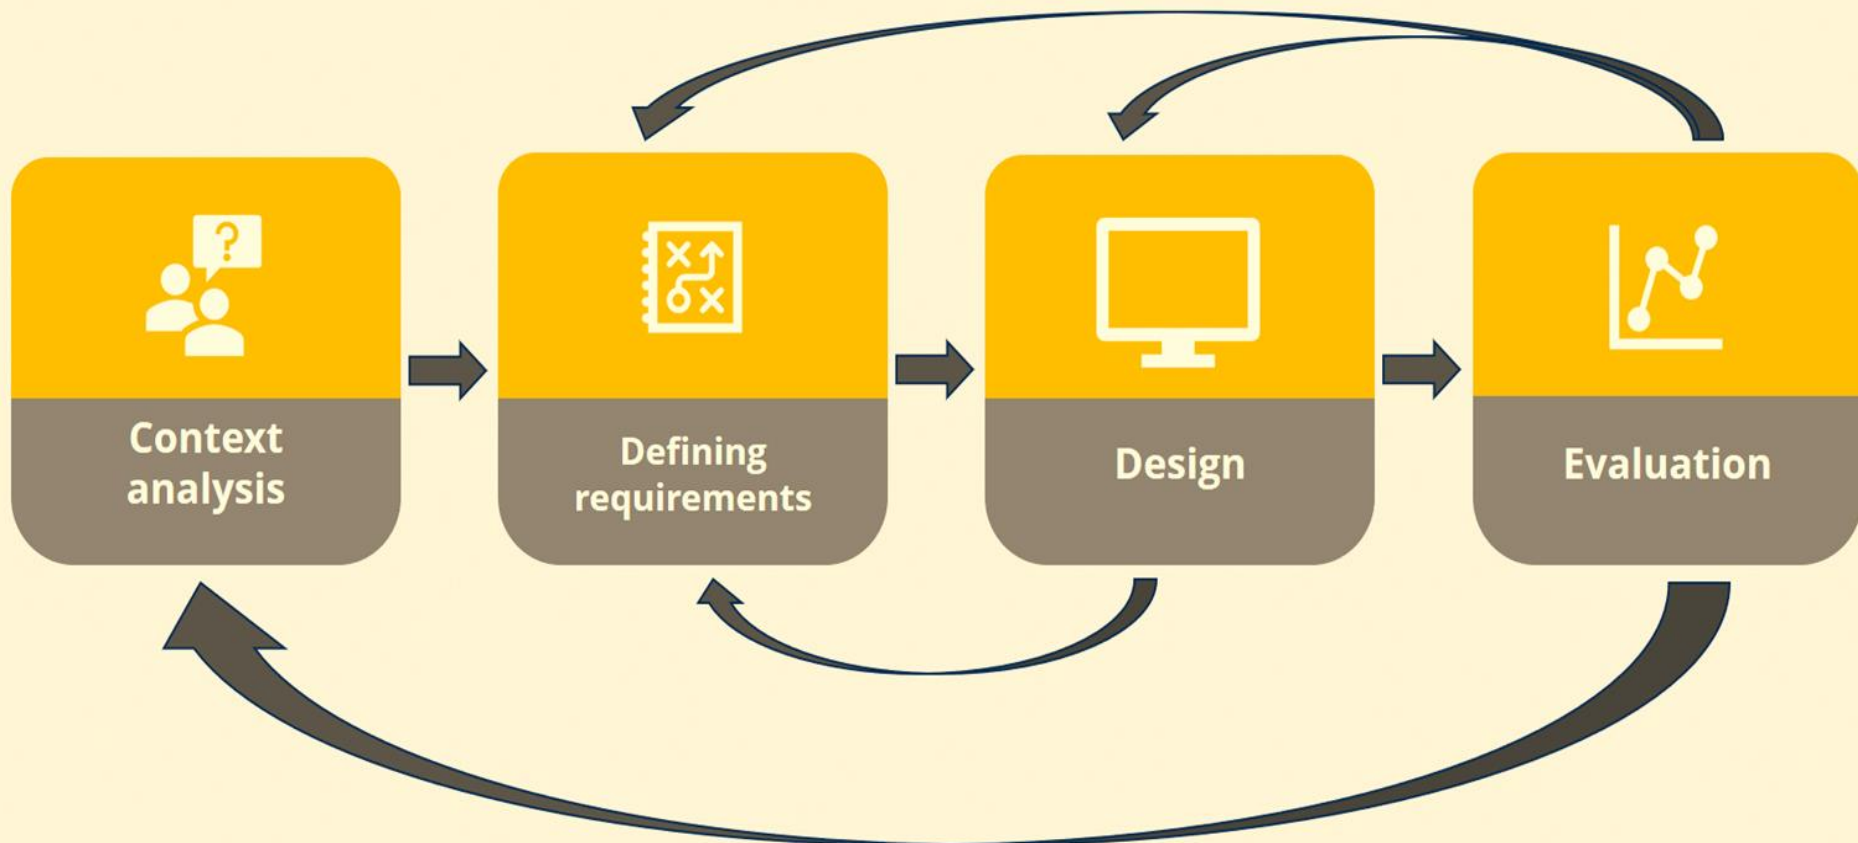 Context
analysis
Defining
requirements
Design
Evaluation